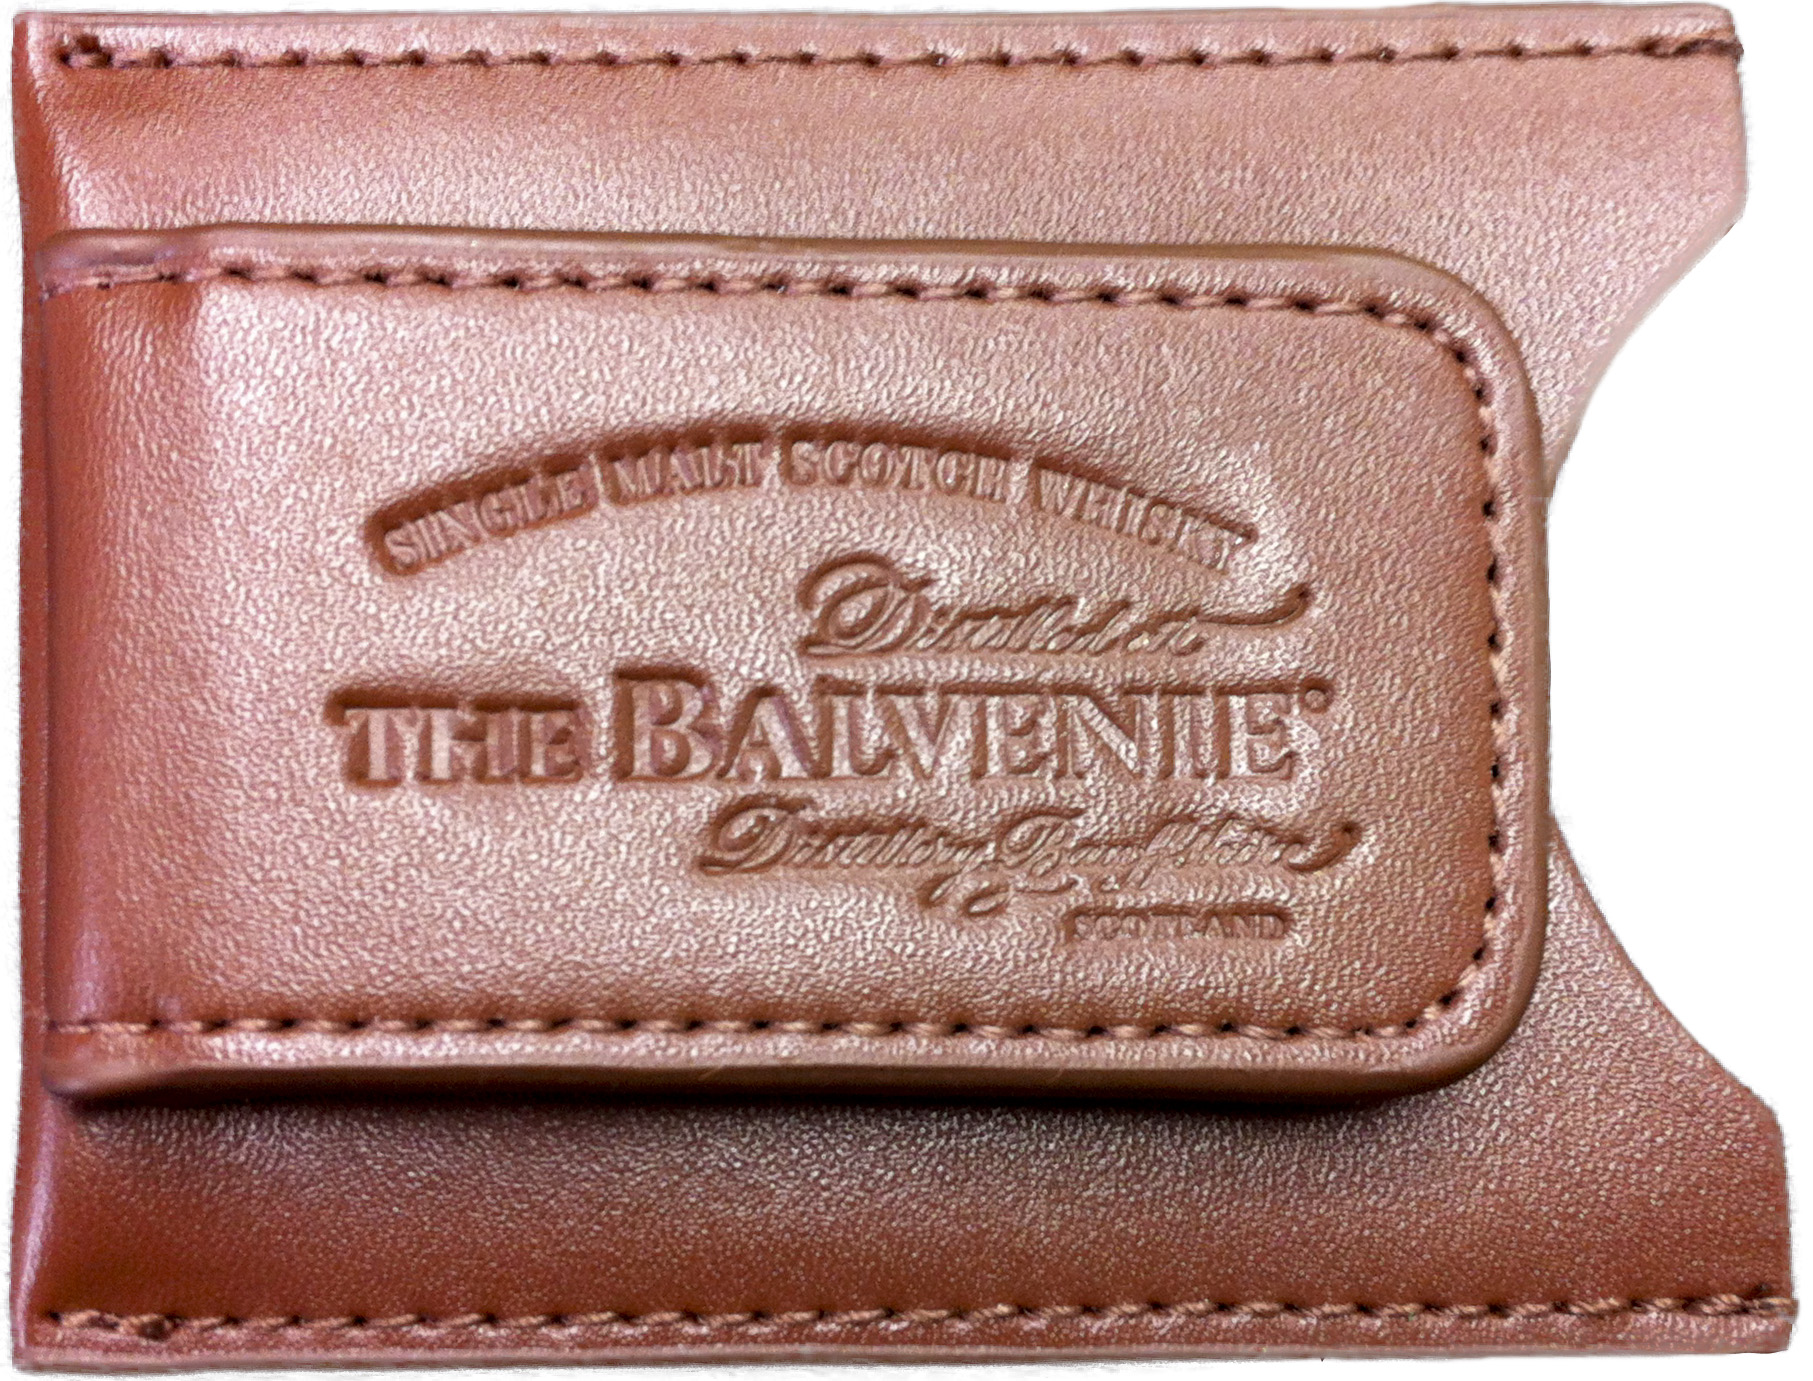 SINGLE MALT SCOTCH WHISKY
Distilled at
THE BALVENIE®
Distillery Banffshire
SCOTLAND